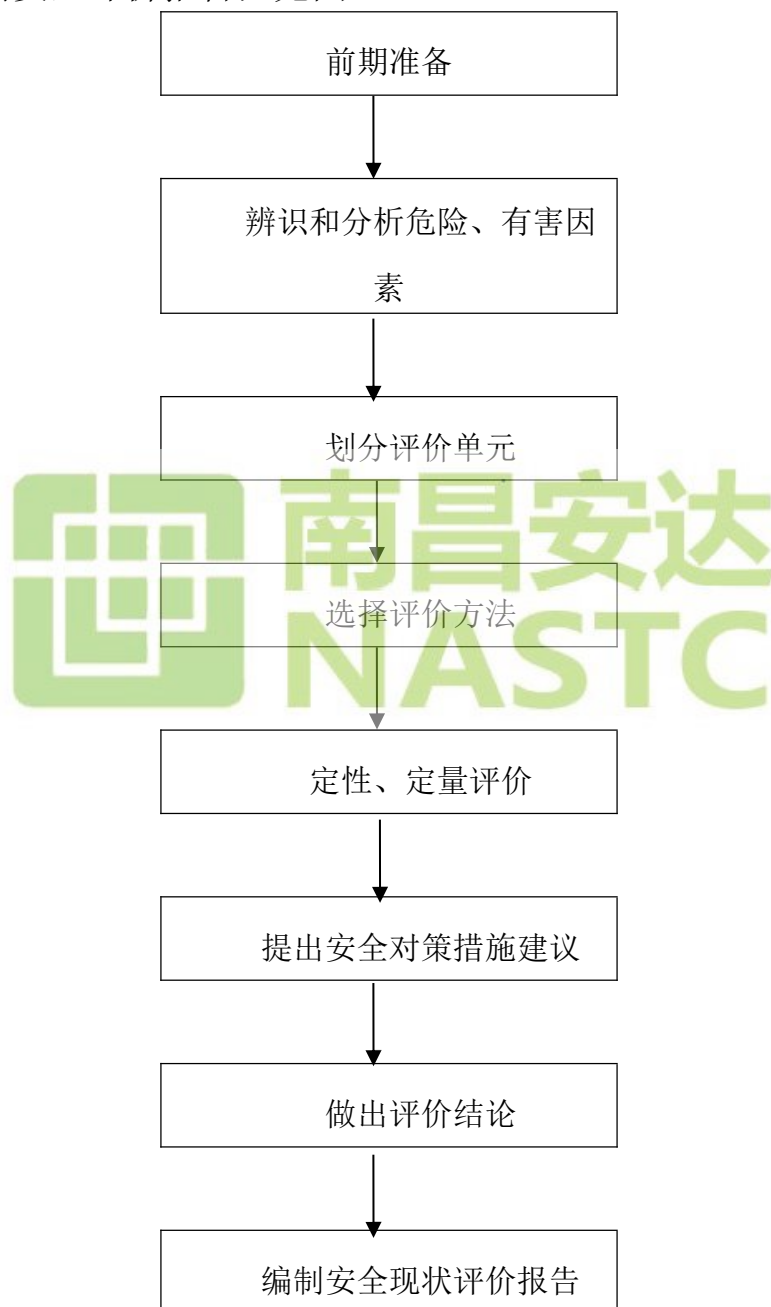 前期准备
辨识和分析危险、有害因
素
划分评价单元
南昌安达
选择评价方法
NASTC
定性、定量评价
提出安全对策措施建议
做出评价结论
编制安全现状评价报告